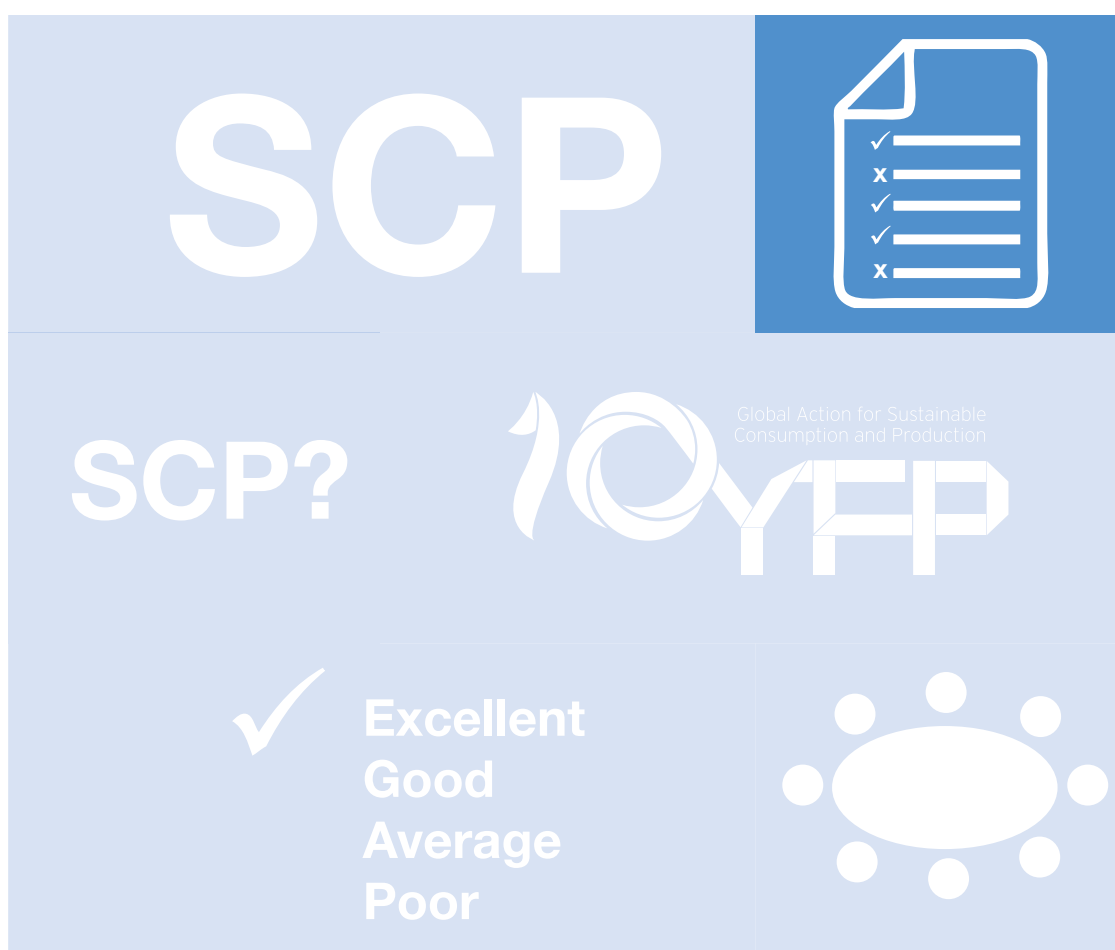 SCP
x
x
SCP?
10YFP
Global Action for Sustainable
Consumption and Production
Excellent
Good
Average
Poor